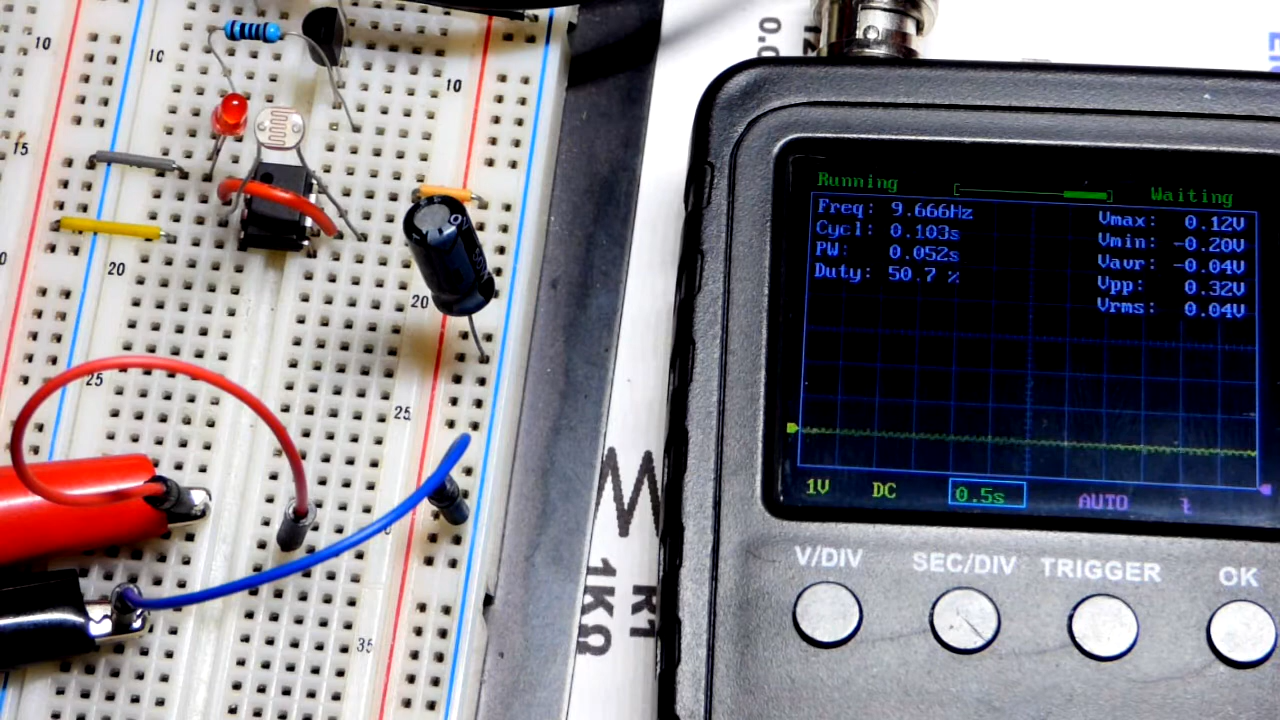 10
10
10
15
20
20
25
25
35
Running
Waiting
Freq: 9.666Hz
Cycl: 0.103s
PW: 0.052s
Duty: 50.7 %
Vmax: 0.12V
Vmin: -0.20V
Vavr: -0.04V
Vpp: 0.32V
Vrms: 0.04V
1V DC 0.5s AUTO
V/DIV SEC/DIV TRIGGER OK
R1
1KΩ